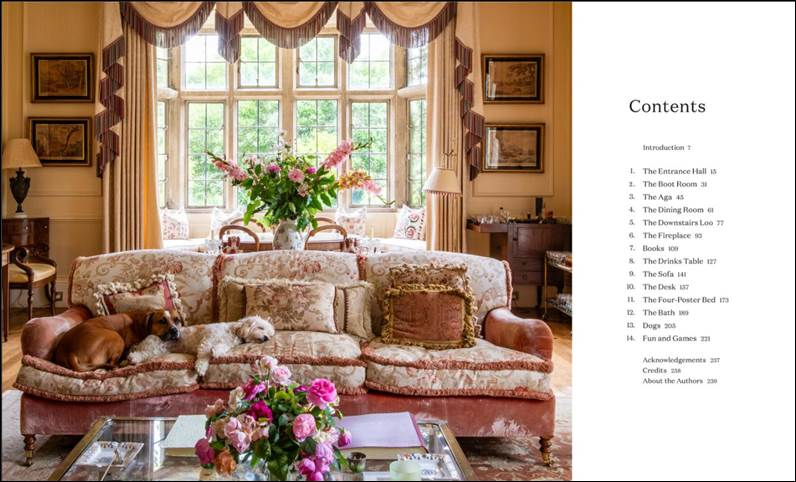 Contents
Introduction 7
1. The Entrance Hall 15
2. The Boot Room 31
3. The Aga 45
4. The Dining Room 61
5. The Downstairs Loo 77
6. The Fireplace 93
7. Books 109
8. The Drinks Table 127
9. The Sofa 141
10. The Desk 157
11. The Four-Poster Bed 173
12. The Bath 189
13. Dogs 205
14. Fun and Games 221
Acknowledgements 237
Credits 238
About the Authors 239